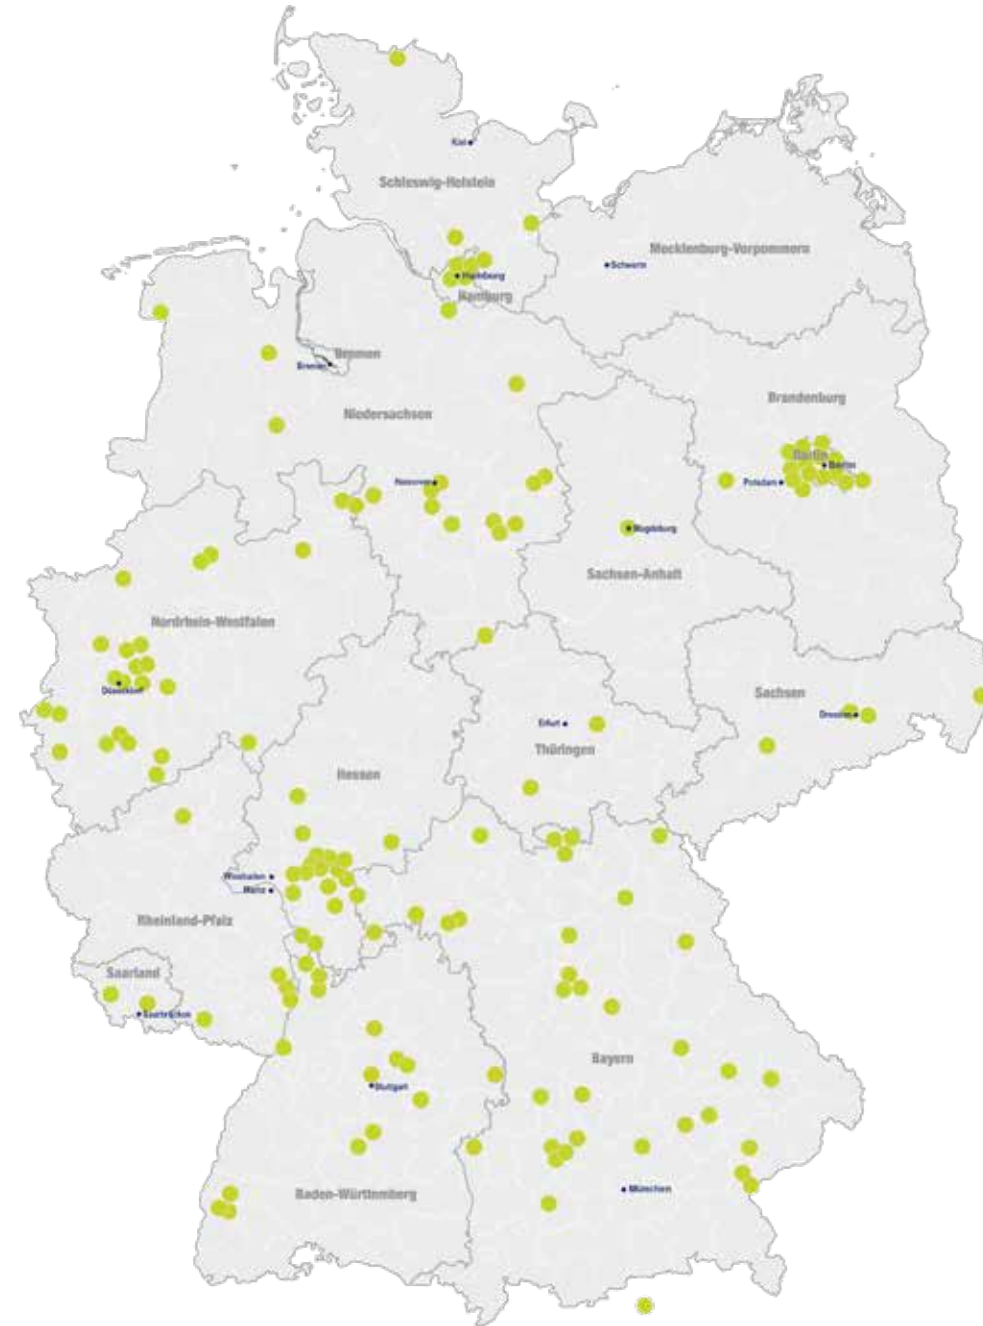 Kiel
Schleswig-Holstein
Mecklenburg-Vorpommern
Schwerin
Hamburg
Hamburg
Bremen
Bremen
Niedersachsen
Brandenburg
Berlin
Berlin
Hannover
Potsdam
Magdeburg
Sachsen-Anhalt
Nordrhein-Westfalen
Düsseldorf
Sachsen
Dresden
Erfurt
Thüringen
Hessen
Wiesbaden
Mainz
Rheinland-Pfalz
Saarland
Saarbrücken
Bayern
Stuttgart
München
Baden-Württemberg